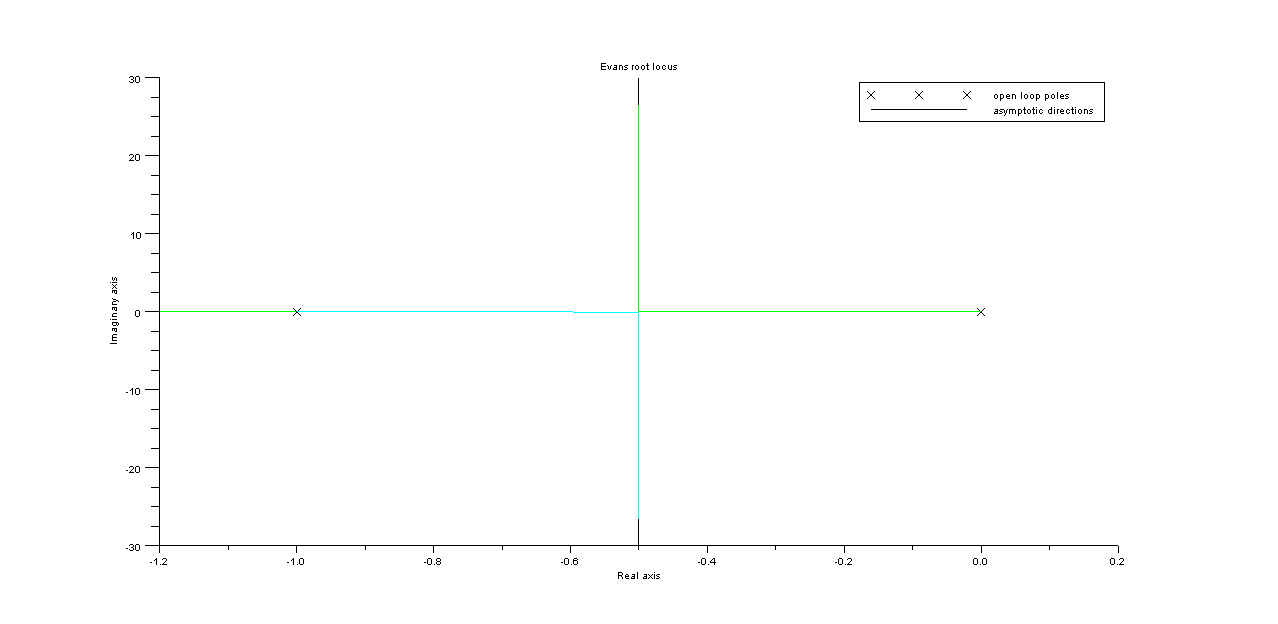 Evans root locus
open loop poles
asymptotic directions
30
20
10
0
-10
-20
-30
Imaginary axis
-1.2 -1.0 -0.8 -0.6 -0.4 -0.2 0.0 0.2
Real axis